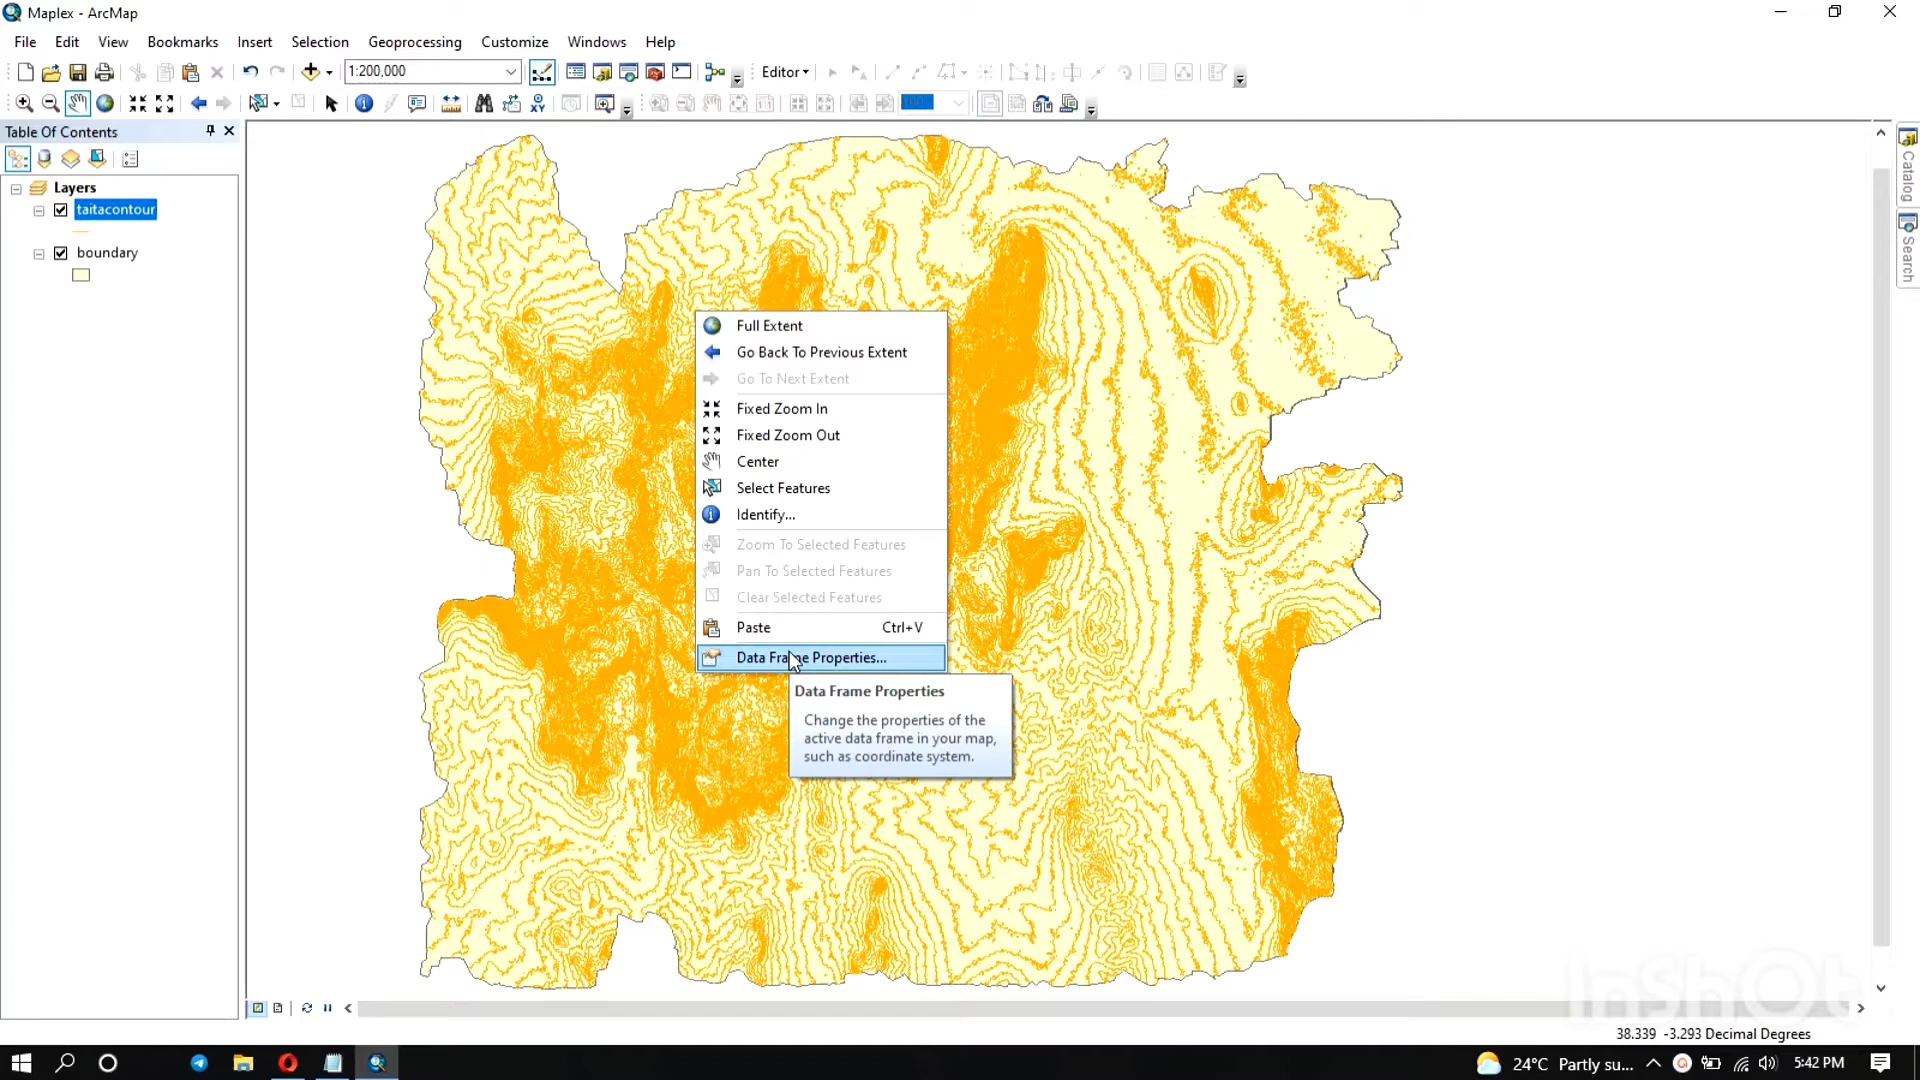 Maplex - ArcMap
File Edit View Bookmarks Insert Selection Geoprocessing Customize Windows Help
1:200,000
Editor
Table Of Contents
Layers
taitacontour
boundary
Full Extent
Go Back To Previous Extent
Go To Next Extent
Fixed Zoom In
Fixed Zoom Out
Center
Select Features
Identify...
Zoom To Selected Features
Pan To Selected Features
Clear Selected Features
Paste Ctrl+V
Data Frame Properties...
Data Frame Properties
Change the properties of the
active data frame in your map,
such as coordinate system.
Catalog
Search
InShOt
38.339 -3.293 Decimal Degrees
24°C Partly su... 5:42 PM